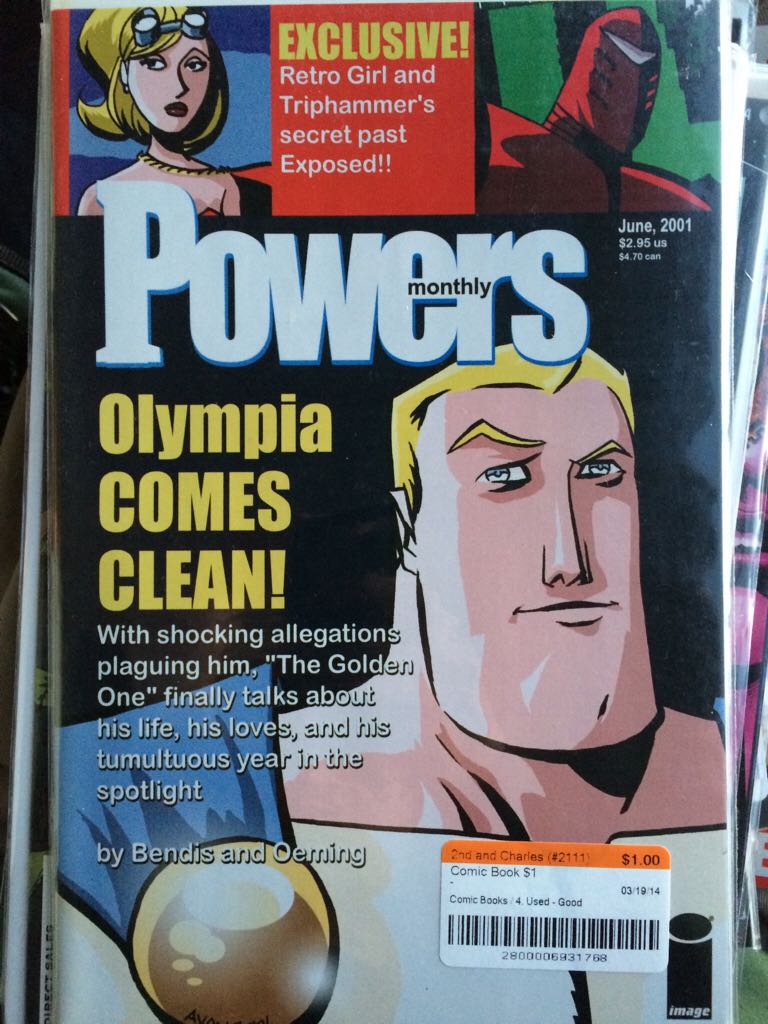 EXCLUSIVE!
Retro Girl and
Triphammer's
secret past
Exposed!!
Powers
monthly
June, 2001
$2.95 us
$4.70 can
Olympia
COMES
CLEAN!
With shocking allegations
plaguing him, "The Golden
One" finally talks about
his life, his loves, and his
tumultuous year in the
spotlight
by Bendis and Oeming
2nd and Charles (#2111) $1.00
Comic Book $1
-
03/19/14
Comic Books / 4. Used - Good
2800006931768
image
DIRECT SALES